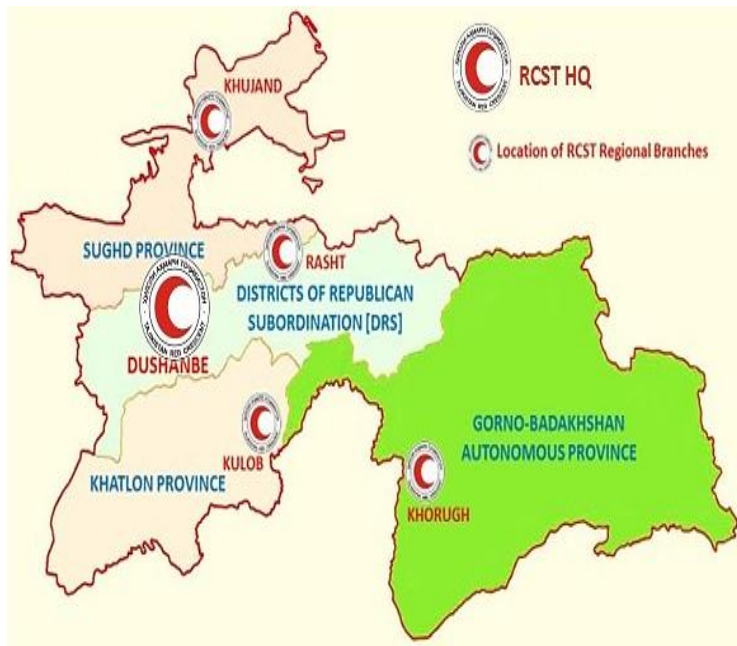 KHUJAND
RCST HQ
Location of RCST Regional Branches
SUGHD PROVINCE
RASHT
DISTRICTS OF REPUBLICAN
SUBORDINATION [DRS]
DUSHANBE
GORNO-BADAKHSHAN
AUTONOMOUS PROVINCE
KULOB
KHATLON PROVINCE
KHORUGH